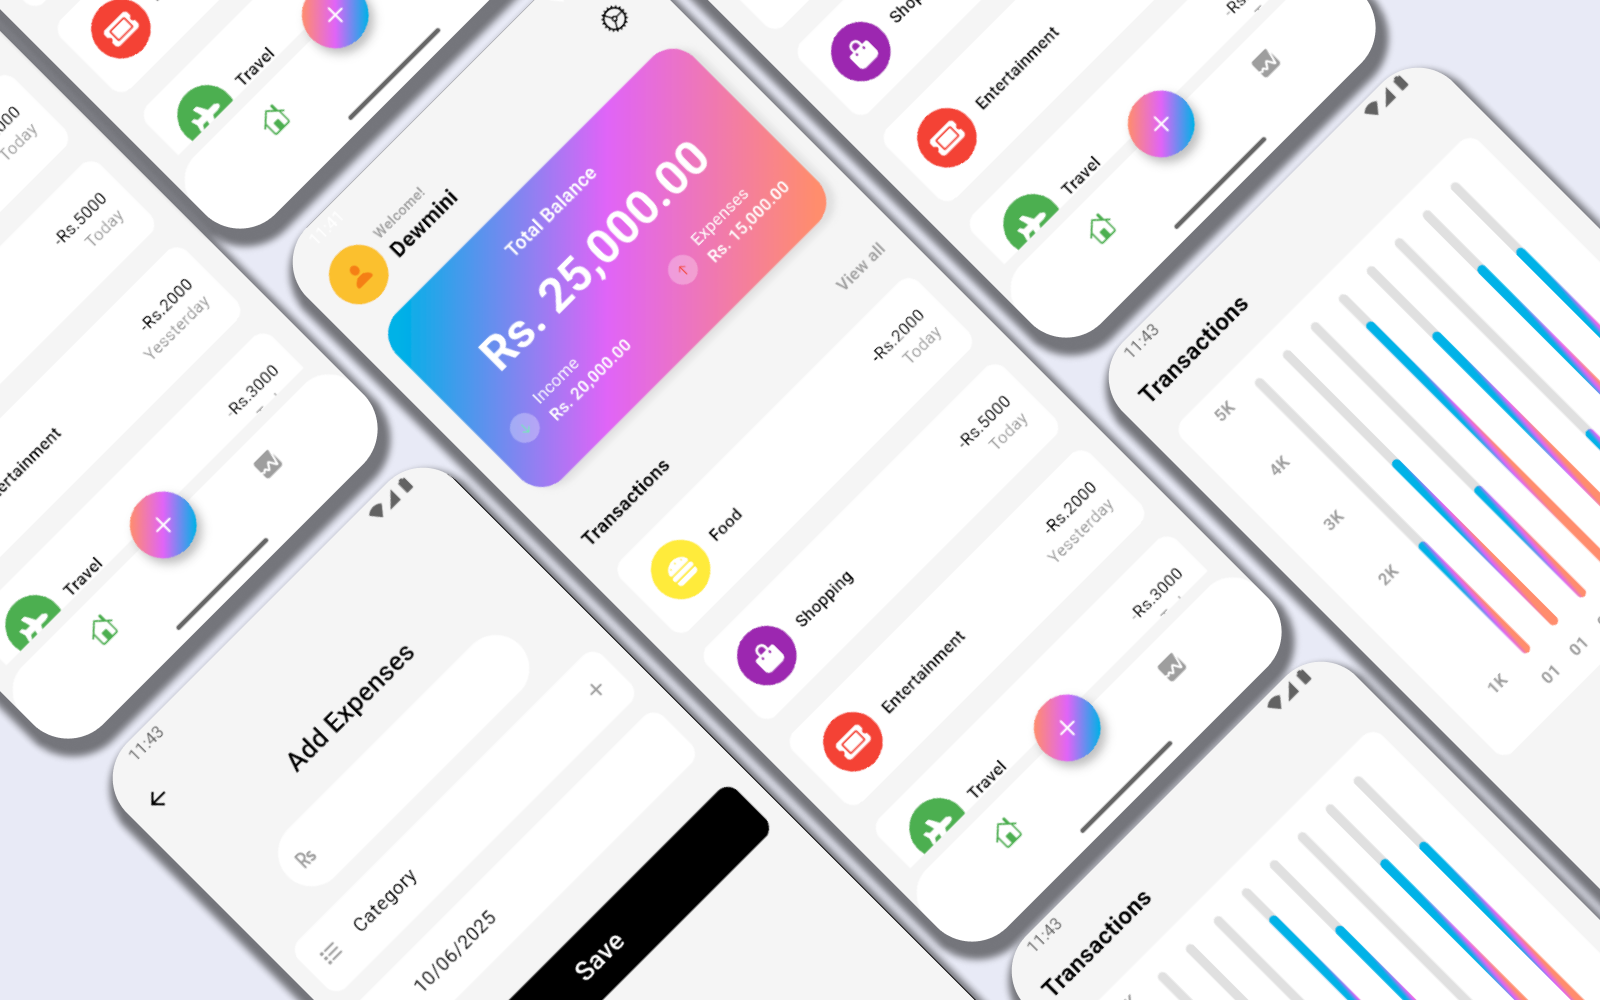 Travel
000
Today
-Rs.5000
Today
-Rs.2000
Yessterday
-Rs.3000
ertainment
Travel
11:41
Welcome!
Dewmini
Total Balance
Rs. 25,000.00
Income
Rs. 20,000.00
Expenses
Rs. 15,000.00
Transactions
View all
Food
-Rs.2000
Today
Shopping
-Rs.5000
Today
Entertainment
-Rs.2000
Yessterday
Travel
-Rs.3000
Shop
Entertainment
-Rs
Travel
11:43
Add Expenses
Rs
Category
10/06/2025
Save
11:43
Transactions
5K
4K
3K
2K
1K
01
01
11:43
Transactions